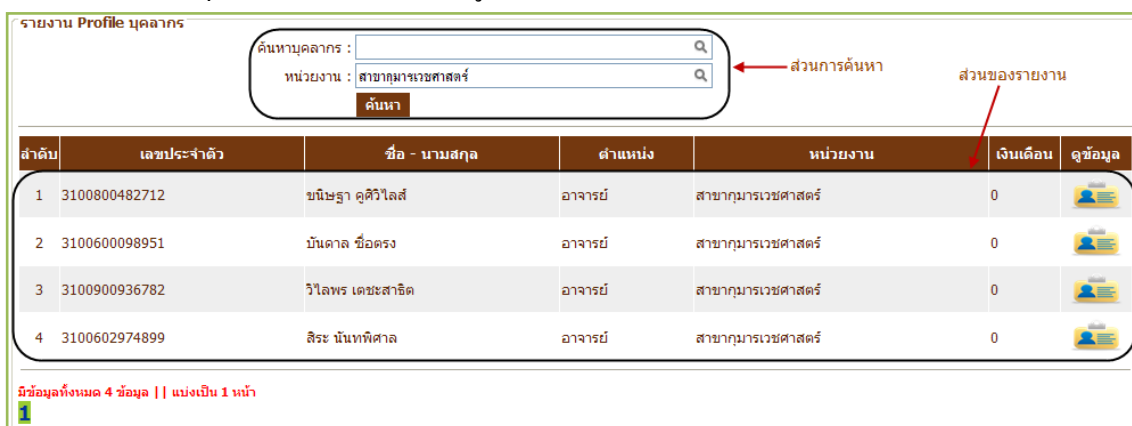 รายงาน Profile บุคลากร
ค้นหาบุคลากร :
หน่วยงาน : สาขากุมารเวชศาสตร์
ค้นหา
ส่วนการค้นหา
ส่วนของรายงาน
ลำดับ เลขประจำตัว ชื่อ - นามสกุล ตำแหน่ง หน่วยงาน เงินเดือน ดูข้อมูล
1 3100800482712 ขนิษฐา คูศิวิไลส์ อาจารย์ สาขากุมารเวชศาสตร์ 0
2 3100600098951 บันดาล ซื่อตรง อาจารย์ สาขากุมารเวชศาสตร์ 0
3 3100900936782 วิไลพร เตชะสาธิต อาจารย์ สาขากุมารเวชศาสตร์ 0
4 3100602974899 สิระ นันทพิศาล อาจารย์ สาขากุมารเวชศาสตร์ 0
มีข้อมูลทั้งหมด 4 ข้อมูล || แบ่งเป็น 1 หน้า
1